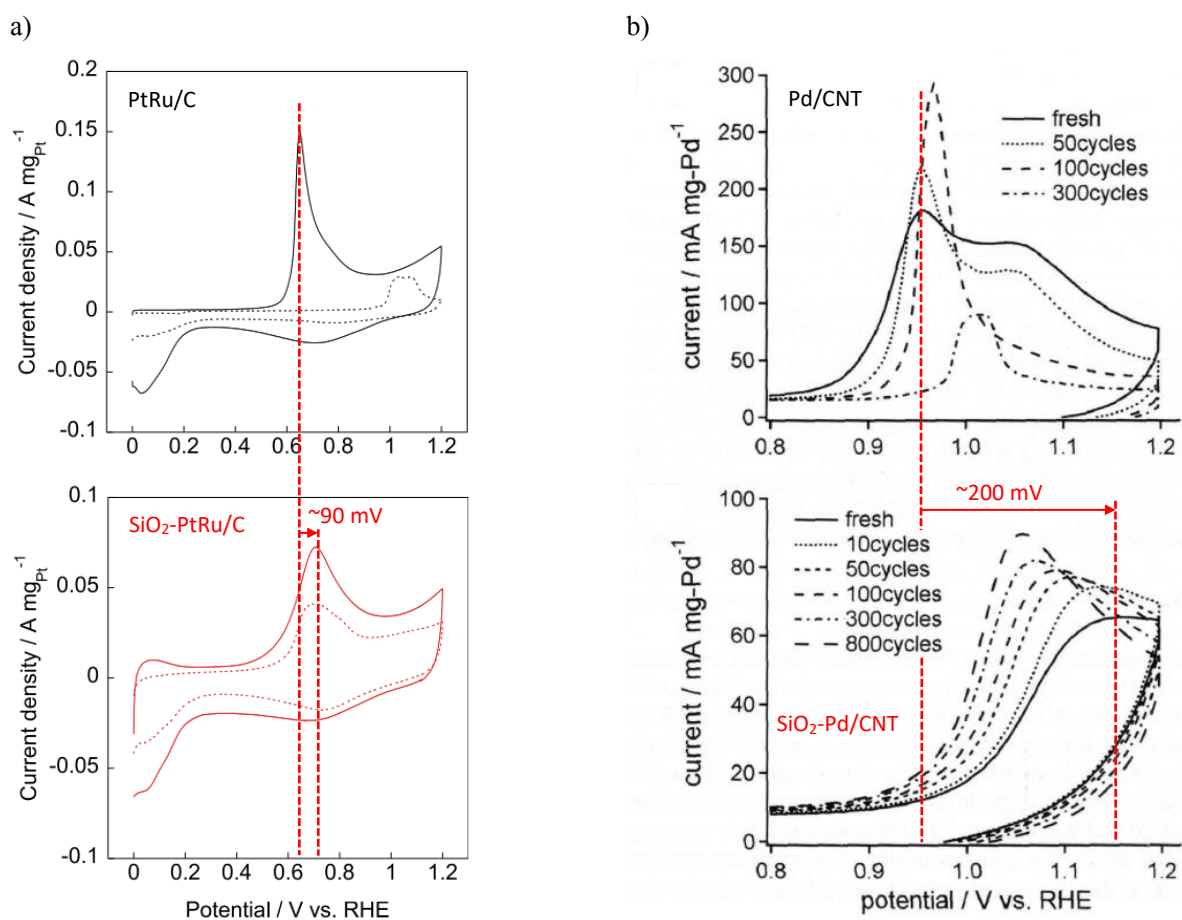 a)
0.2
0.15
0.1
0.05
0
-0.05
-0.1
Current density / A mgPt-1
PtRu/C
0 0.2 0.4 0.6 0.8 1.0 1.2
0.1
0.05
0
-0.05
-0.1
Current density / A mgPt-1
SiO2-PtRu/C
~90 mV
0 0.2 0.4 0.6 0.8 1.0 1.2
Potential / V vs. RHE
b)
300
250
200
150
100
50
0
current / mA mg-Pd-1
Pd/CNT
fresh
50cycles
100cycles
300cycles
0.8 0.9 1.0 1.1 1.2
~200 mV
100
80
60
40
20
0
current / mA mg-Pd-1
fresh
10cycles
50cycles
100cycles
300cycles
800cycles
SiO2-Pd/CNT
0.8 0.9 1.0 1.1 1.2
potential / V vs. RHE